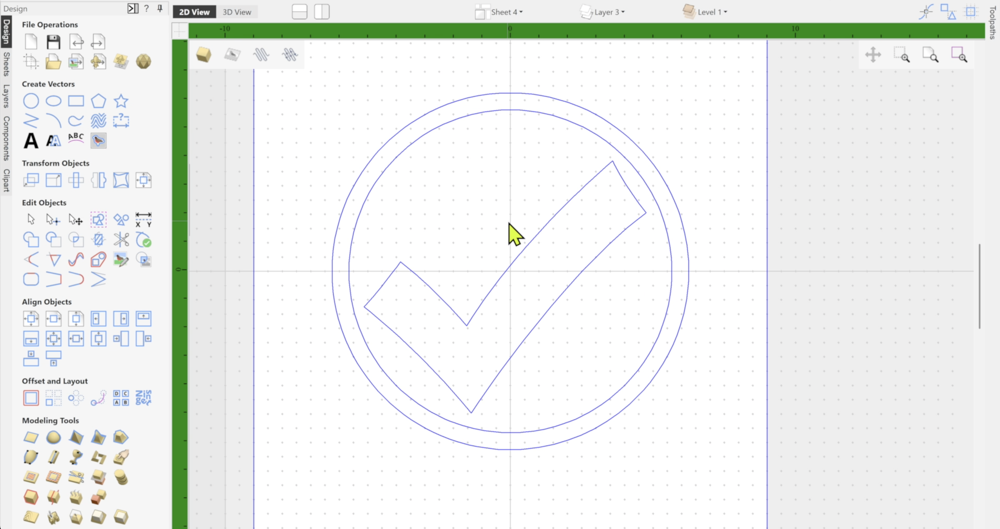 Design
?
2D View
3D View
Sheet 4
Layer 3
Level 1
Toolpaths
Design
Sheets
Layers
Components
Clipart
-10
0
10
0
File Operations
Create Vectors
?
A
A A
ABC
Transform Objects
Edit Objects
X Y
Align Objects
Offset and Layout
D C
A B
Modeling Tools